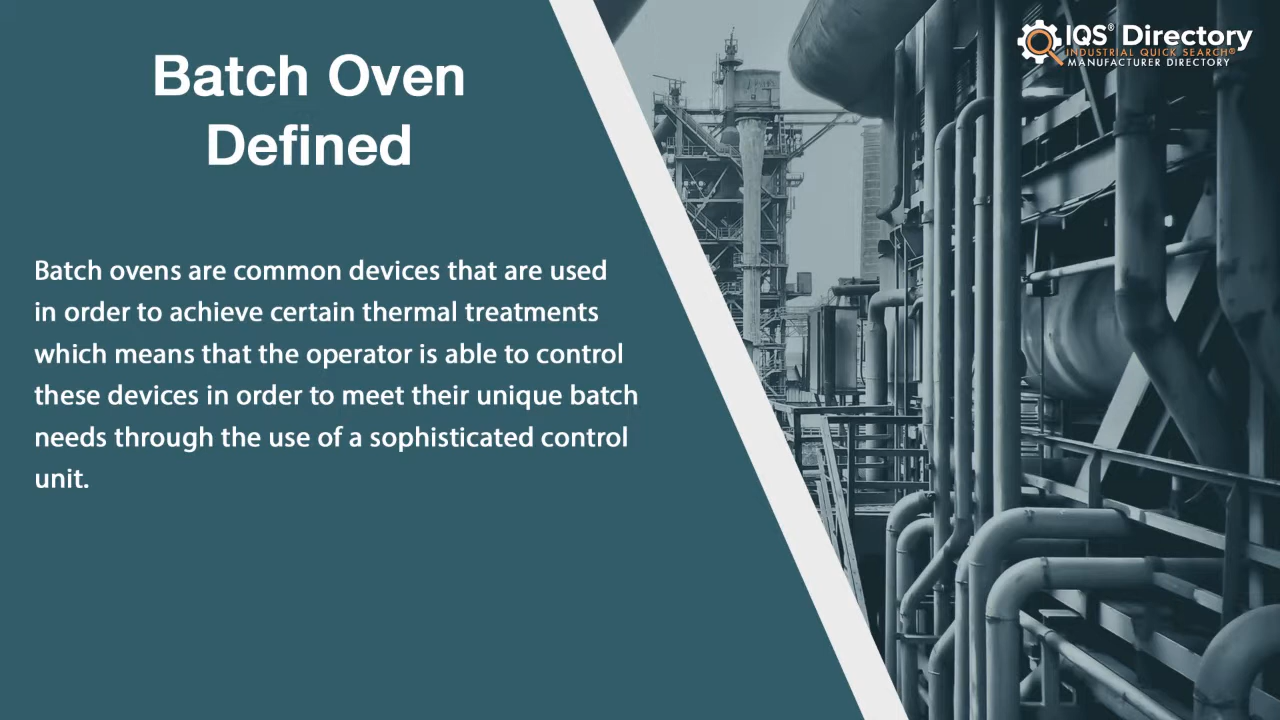 Batch Oven
Defined
IQS® Directory
INDUSTRIAL QUICK SEARCH®
MANUFACTURER DIRECTORY
Batch ovens are common devices that are used
in order to achieve certain thermal treatments
which means that the operator is able to control
these devices in order to meet their unique batch
needs through the use of a sophisticated control
unit.